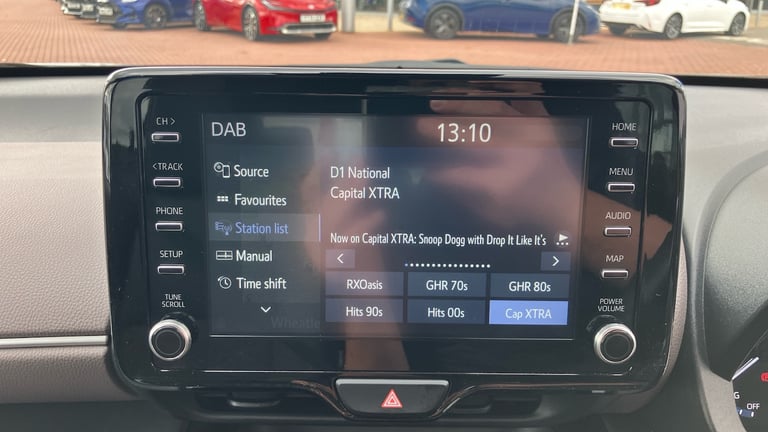 DAB
13:10
CH >
< TRACK
PHONE
SETUP
TUNE
SCROLL
Source
Favourites
Station list
Manual
Time shift
D1 National
Capital XTRA
Now on Capital XTRA: Snoop Dogg with Drop It Like It's
RXOasis
GHR 70s
GHR 80s
Hits 90s
Hits 00s
Cap XTRA
Wheatle
HOME
MENU
AUDIO
MAP
POWER
VOLUME
OFF